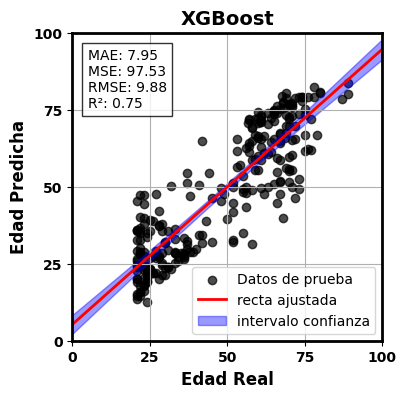 XGBoost
MAE: 7.95
MSE: 97.53
RMSE: 9.88
R²: 0.75
Edad Predicha
100
75
50
25
0
0 25 50 75 100
Edad Real
Datos de prueba
recta ajustada
intervalo confianza